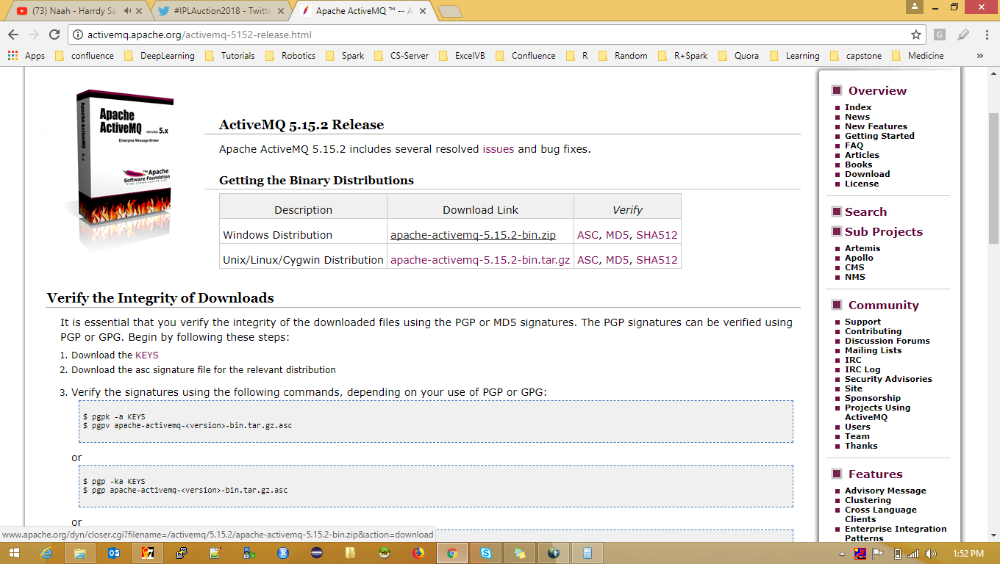 (73) Naah - Harrdy Sa
#IPLAuction2018 - Twitte
Apache ActiveMQ ™ -- A
activemq.apache.org/activemq-5152-release.html
Apps confluence DeepLearning Tutorials Robotics Spark CS-Server ExcelVB Confluence R Random R+Spark Quora Learning capstone Medicine »
Apache
ActiveMQ version 5.x
Enterprise Message Broker
The Apache
Software Foundation
http://www.apache.org/
Apache ActiveMQ 5.x
ActiveMQ 5.15.2 Release
Apache ActiveMQ 5.15.2 includes several resolved issues and bug fixes.
Getting the Binary Distributions
Description Download Link Verify
Windows Distribution apache-activemq-5.15.2-bin.zip ASC, MD5, SHA512
Unix/Linux/Cygwin Distribution apache-activemq-5.15.2-bin.tar.gz ASC, MD5, SHA512
Verify the Integrity of Downloads
It is essential that you verify the integrity of the downloaded files using the PGP or MD5 signatures. The PGP signatures can be verified using
PGP or GPG. Begin by following these steps:
1. Download the KEYS
2. Download the asc signature file for the relevant distribution
3. Verify the signatures using the following commands, depending on your use of PGP or GPG:
$ pgpk -a KEYS
$ pgpv apache-activemq-<version>-bin.tar.gz.asc
or
$ pgp -ka KEYS
$ pgp apache-activemq-<version>-bin.tar.gz.asc
or
Overview
Index
News
New Features
Getting Started
FAQ
Articles
Books
Download
License
Search
Sub Projects
Artemis
Apollo
CMS
NMS
Community
Support
Contributing
Discussion Forums
Mailing Lists
IRC
IRC Log
Security Advisories
Site
Sponsorship
Projects Using
ActiveMQ
Users
Team
Thanks
Features
Advisory Message
Clustering
Cross Language
Clients
Enterprise Integration
Patterns
www.apache.org/dyn/closer.cgi?filename=/activemq/5.15.2/apache-activemq-5.15.2-bin.zip&action=download
1:52 PM